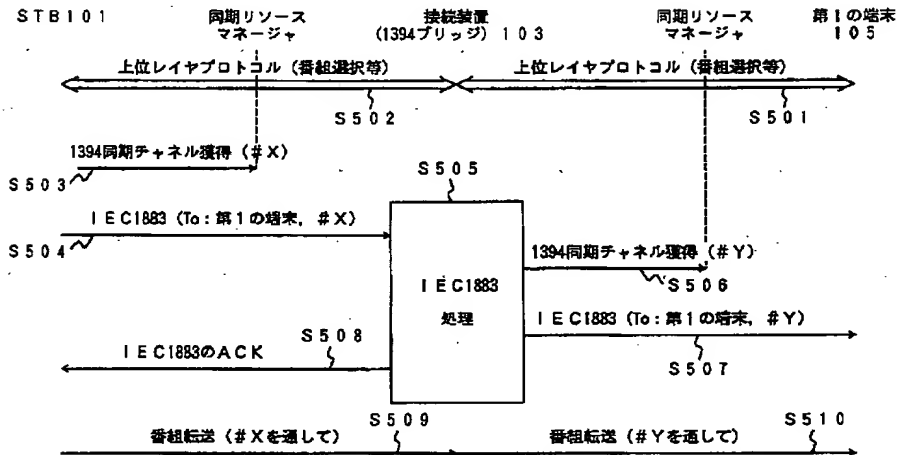 STB101
同期リソース
マネージャ
接続装置
(1394ブリッジ) 103
同期リソース
マネージャ
第1の端末
105
上位レイヤプロトコル (番組選択等)
上位レイヤプロトコル (番組選択等)
S502
S501
1394同期チャネル獲得 (#X)
S503
S505
IEC1883 (To:第1の端末, #X)
S504
1394同期チャネル獲得 (#Y)
S506
IEC1883
処理
IEC1883 (To:第1の端末, #Y)
S507
S508
IEC1883のACK
S509
S510
番組転送 (#Xを通して)
番組転送 (#Yを通して)